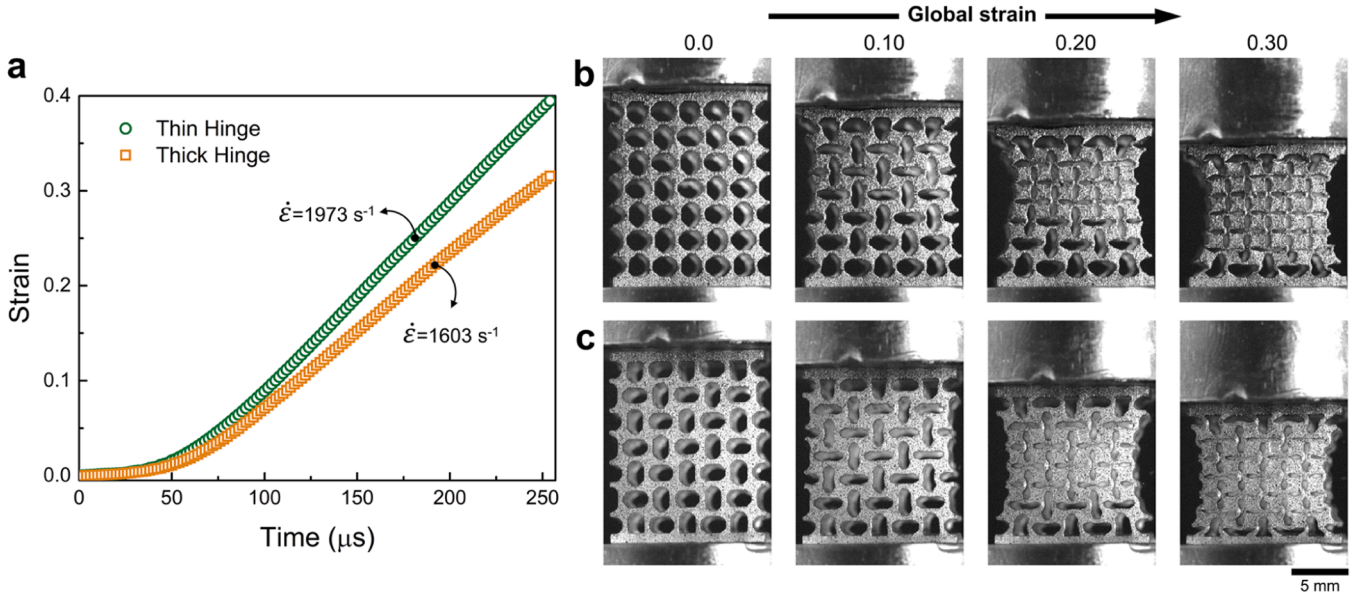 Global strain
0.0 0.10 0.20 0.30
a
b
c
0.4
0.3
0.2
0.1
0.0
Strain
Thin Hinge
Thick Hinge
ε̇=1973 s⁻¹
ε̇=1603 s⁻¹
0 50 100 150 200 250
Time (μs)
5 mm